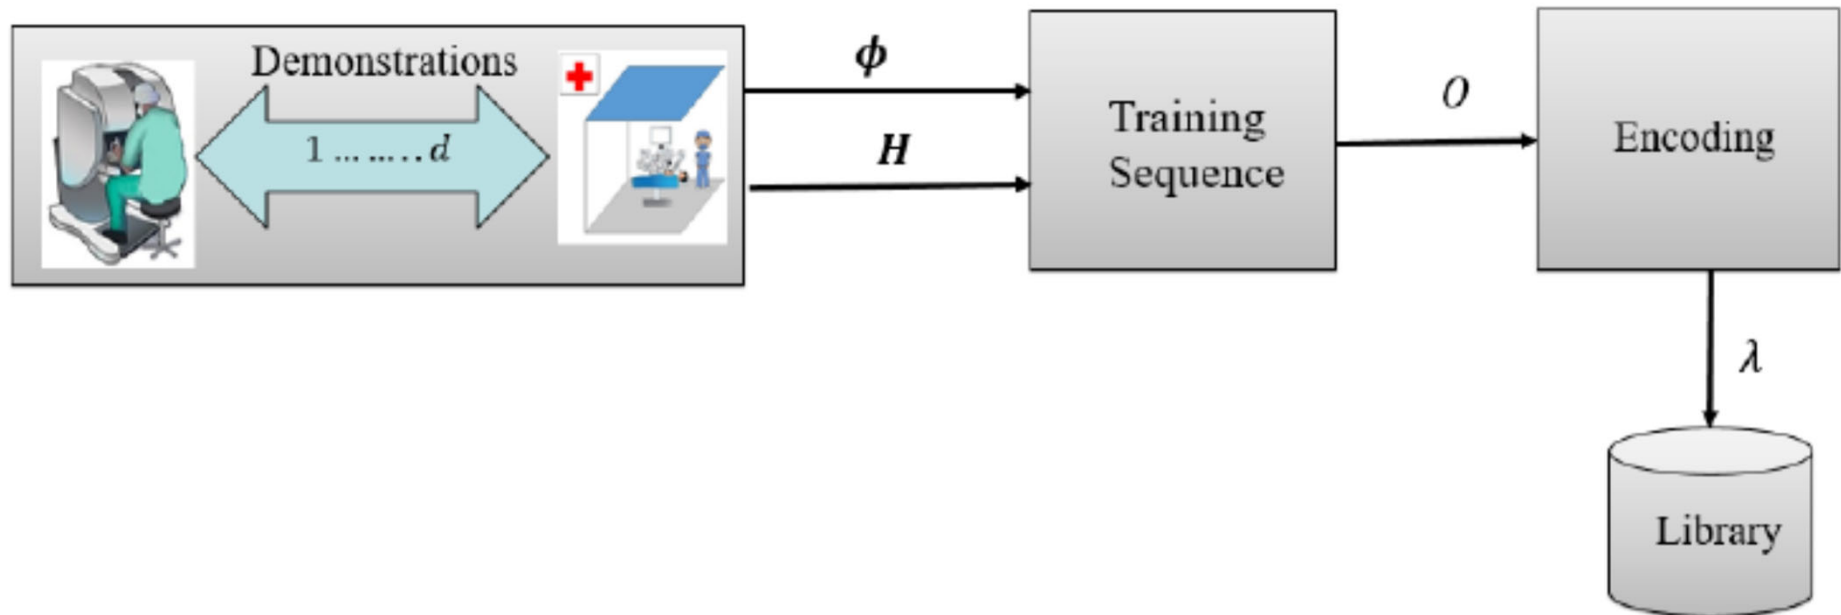 Demonstrations
1 ........ d
ϕ
H
Training
Sequence
O
Encoding
λ
Library